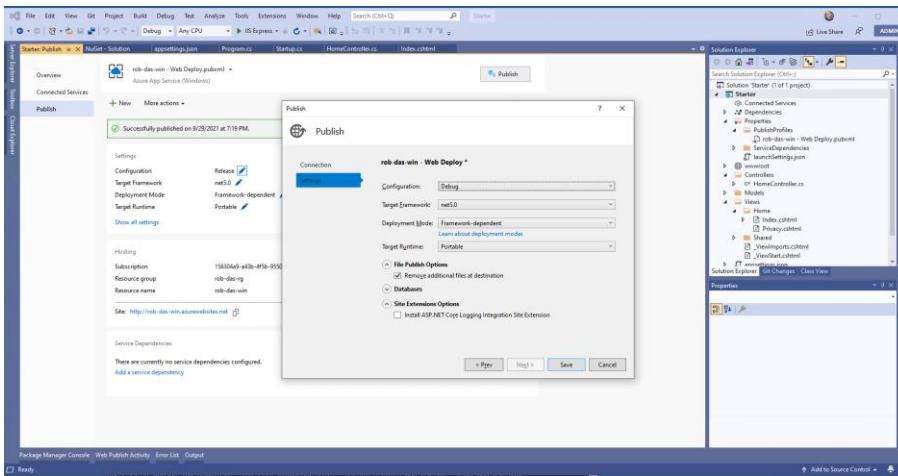 File Edit View Git Project Build Debug Test Analyze Tools Extensions Window Help Search (Ctrl+Q) Starter
Debug Any CPU IIS Express Live Share ADMIN
Starter: Publish NuGet - Solution appsettings.json Program.cs Startup.cs HomeController.cs Index.cshtml
Server Explorer
Toolbox
Cloud Explorer
Overview
Connected Services
Publish
rob-das-win - Web Deploy.pubxml
Azure App Service (Windows)
Publish
+ New More actions
Successfully published on 9/29/2021 at 7:19 PM.
Settings
Configuration Release
Target Framework net5.0
Deployment Mode Framework-dependent
Target Runtime Portable
Show all settings
Hosting
Subscription
Resource group rob-das-rg
Resource name rob-das-win
Site: http://rob-das-win.azurewebsites.net
Service Dependencies
There are currently no service dependencies configured.
Add a service dependency
Publish ? ×
Publish
Connection
Settings
rob-das-win - Web Deploy *
Configuration: Debug
Target Framework: net5.0
Deployment Mode: Framework-dependent
Learn about deployment modes
Target Runtime: Portable
File Publish Options
Remove additional files at destination
Databases
Site Extensions Options
Install ASP.NET Core Logging Integration Site Extension
< Prev Next > Save Cancel
Solution Explorer
Search Solution Explorer (Ctrl+;)
Solution 'Starter' (1 of 1 project)
Starter
Connected Services
Dependencies
Properties
PublishProfiles
rob-das-win - Web Deploy.pubxml
ServiceDependencies
launchSettings.json
wwwroot
Controllers
HomeController.cs
Models
Views
Home
Index.cshtml
Privacy.cshtml
Shared
_ViewImports.cshtml
_ViewStart.cshtml
appsettings.json
Solution Explorer Git Changes Class View
Properties
Package Manager Console Web Publish Activity Error List Output
Ready Add to Source Control